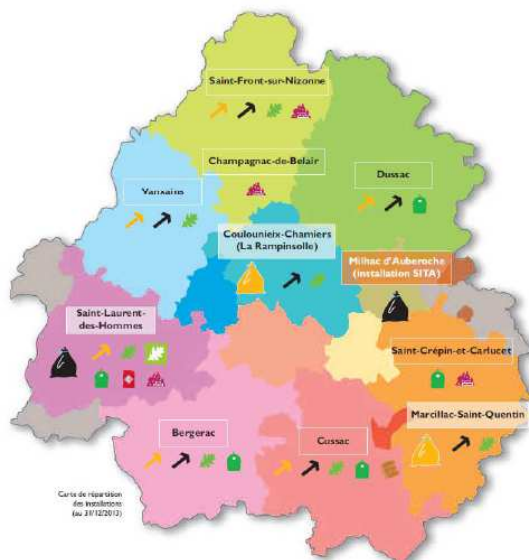 Saint-Front-sur-Nizonne
Champagnac-de-Belair
Dussac
Vanxains
Coulounieix-Chamiers
(La Rampinsolle)
Milhac d'Auberoche
(installation SITA)
Saint-Laurent-
des-Hommes
Saint-Crépin-et-Carlucet
Marcillac-Saint-Quentin
Bergerac
Cussac
Carte de répartition
des installations
(au 31/12/2013)